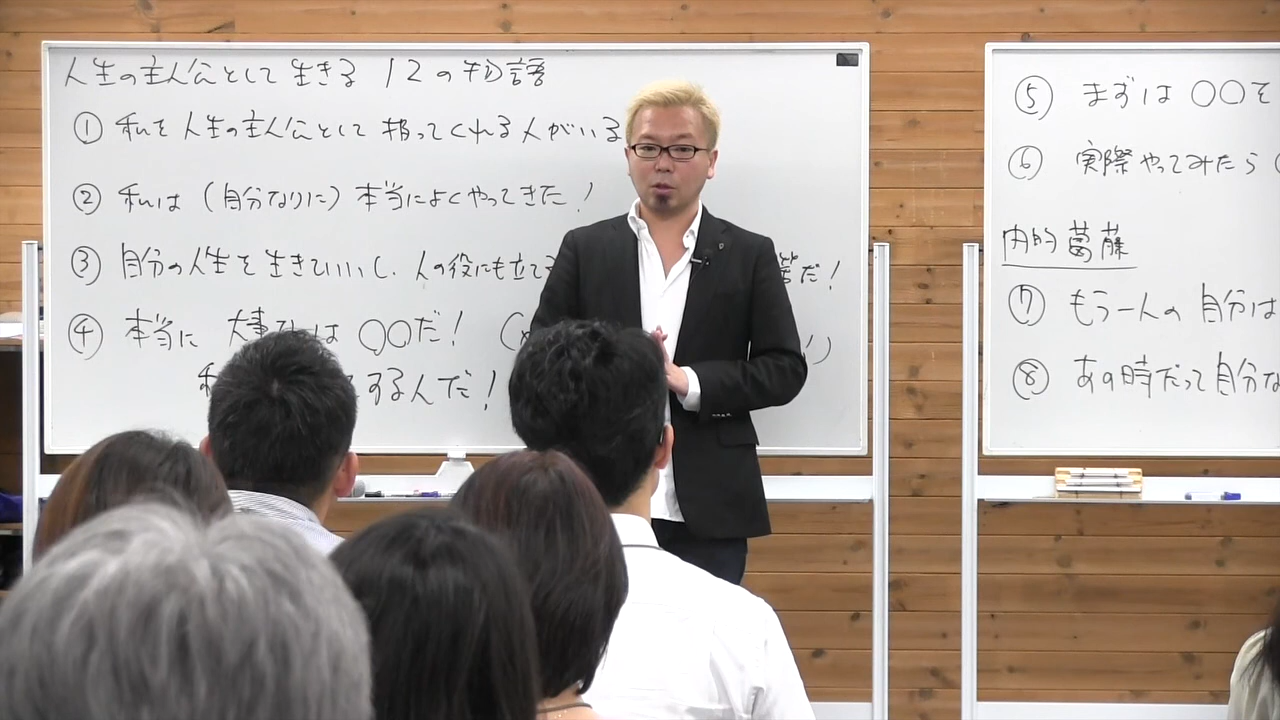 人生の主人公として生きる 12の物語
① 私を人生の主人公として扱ってくれる人がいる
② 私は(自分なりに)本当によくやってきた!
③ 自分の人生を生きていいし、人の役にも立て だ!
④ 本当に大事 は 〇〇だ! (
するんだ!
⑤ まずは 〇〇を
⑥ 実際やってみたら (
内的葛藤
⑦ もう一人の自分は
⑧ あの時だって自分な